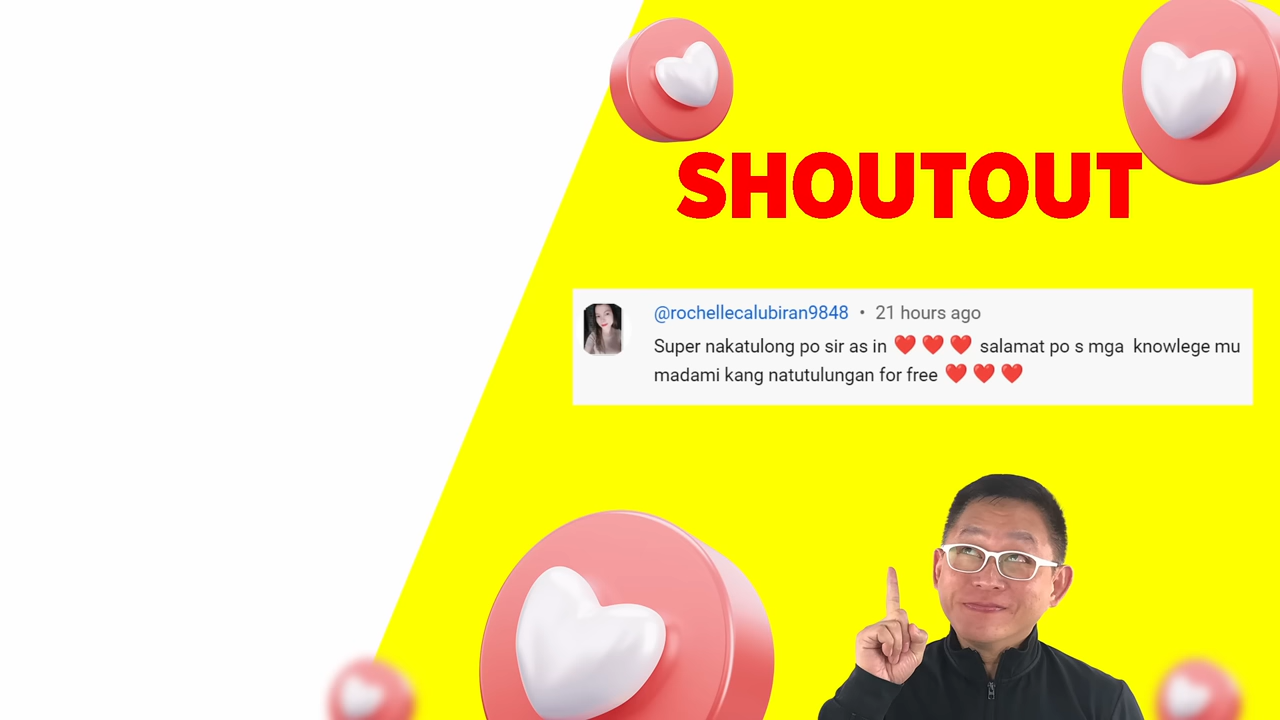 SHOUTOUT
@rochellecalubiran9848 • 21 hours ago
Super nakatulong po sir as in ❤️ ❤️ ❤️ salamat po s mga knowlege mu
madami kang natutulungan for free ❤️ ❤️ ❤️